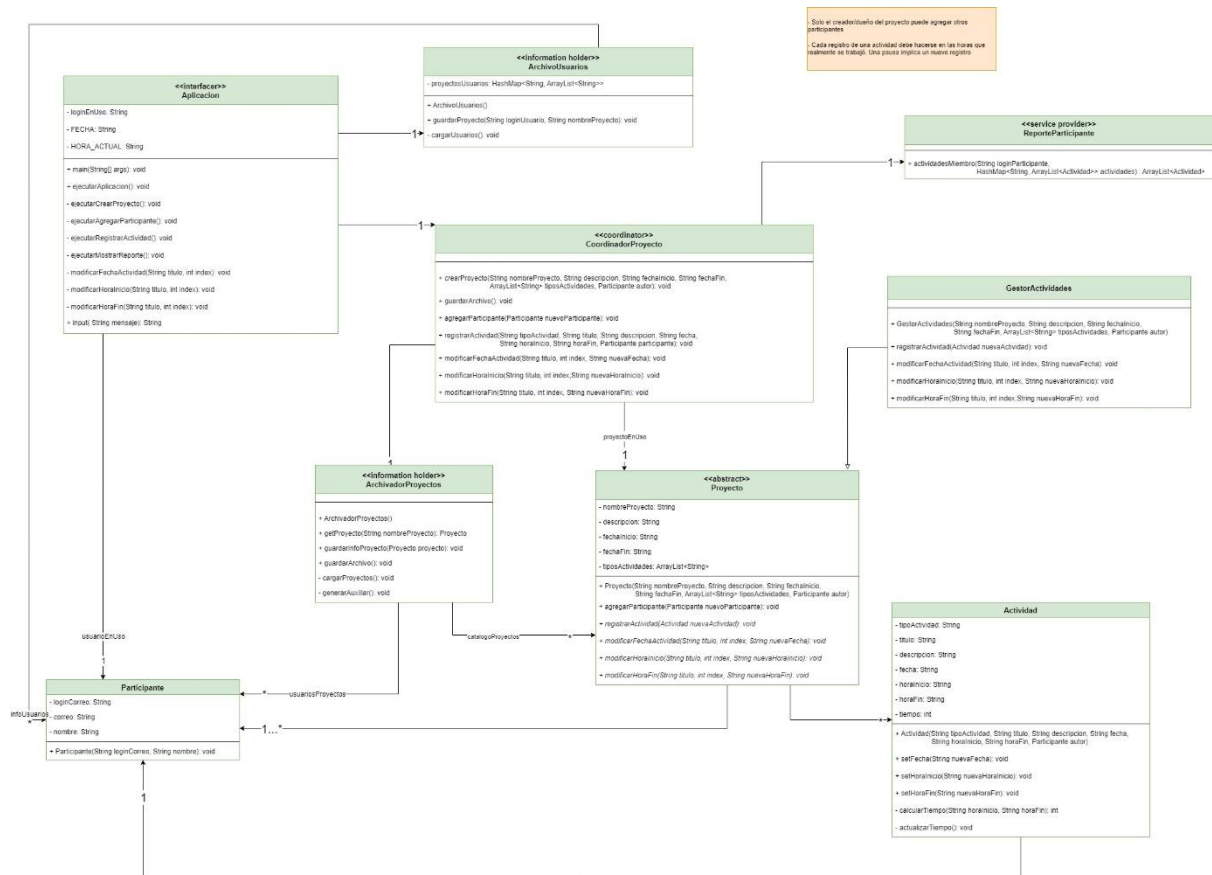 - Solo el creador/dueño del proyecto puede agregar otros
participantes
- Cada registro de una actividad debe hacerse en las horas que
realmente se trabajó. Una pausa implica un nuevo registro
<<information holder>>
ArchivoUsuarios
- proyectosUsuarios: HashMap<String, ArrayList<String>>
+ ArchivoUsuarios()
+ guardarProyecto(String loginUsuario, String nombreProyecto): void
- cargarUsuarios(): void
<<interfacer>>
Aplicacion
- loginEnUso: String
- FECHA: String
- HORA_ACTUAL: String
+ main(String[] args): void
+ ejecutarAplicacion(): void
- ejecutarCrearProyecto(): void
- ejecutarAgregarParticipante(): void
- ejecutarRegistrarActividad(): void
- ejecutarMostrarReporte(): void
- modificarFechaActividad(String titulo, int index): void
- modificarHoraInicio(String titulo, int index): void
- modificarHoraFin(String titulo, int index): void
+ input( String mensaje): String
1
1
<<service provider>>
ReporteParticipante
+ actividadesMiembro(String loginParticipante,
HashMap<String, ArrayList<Actividad>> actividades) : ArrayList<Actividad>
1
<<coordinator>>
CoordinadorProyecto
+ crearProyecto(String nombreProyecto, String descripcion, String fechaInicio, String fechaFin,
ArrayList<String> tiposActividades, Participante autor): void
+ guardarArchivo(): void
+ agregarParticipante(Participante nuevoParticipante): void
+ registrarActividad(String tipoActividad, String titulo, String descripcion, String fecha,
String horaInicio, String horaFin, Participante participante): void
+ modificarFechaActividad(String titulo, int index, String nuevaFecha): void
+ modificarHoraInicio(String titulo, int index,String nuevaHoraInicio): void
+ modificarHoraFin(String titulo, int index, String nuevaHoraFin): void
GestorActividades
+ GestorActividades(String nombreProyecto, String descripcion, String fechaInicio,
String fechaFin, ArrayList<String> tiposActividades, Participante autor)
+ registrarActividad(Actividad nuevaActividad): void
+ modificarFechaActividad(String titulo, int index, String nuevaFecha): void
+ modificarHoraInicio(String titulo, int index,String nuevaHoraInicio): void
+ modificarHoraFin(String titulo, int index,String nuevaHoraFin): void
proyectoEnUso
1
1
<<information holder>>
ArchivadorProyectos
+ ArchivadorProyectos()
+ getProyecto(String nombreProyecto): Proyecto
+ guardarInfoProyecto(Proyecto proyecto): void
+ guardarArchivo(): void
- cargarProyectos(): void
- generarAuxiliar(): void
<<abstract>>
Proyecto
- nombreProyecto: String
- descripcion: String
- fechaInicio: String
- fechaFin: String
- tiposActividades: ArrayList<String>
+ Proyecto(String nombreProyecto, String descripcion, String fechaInicio,
String fechaFin, ArrayList<String> tiposActividades, Participante autor)
+ agregarParticipante(Participante nuevoParticipante): void
+ registrarActividad(Actividad nuevaActividad): void
+ modificarFechaActividad(String titulo, int index, String nuevaFecha): void
+ modificarHoraInicio(String titulo, int index, String nuevaHoraInicio): void
+ modificarHoraFin(String titulo, int index, String nuevaHoraFin): void
catalogoProyectos
*
usuarioEnUso
1
infoUsuarios
*
Participante
- loginCorreo: String
- correo: String
- nombre: String
+ Participante(String loginCorreo, String nombre): void
*
usuariosProyectos
1...*
*
Actividad
- tipoActividad: String
- titulo: String
- descripcion: String
- fecha: String
- horaInicio: String
- horaFin: String
- tiempo: int
+ Actividad(String tipoActividad, String titulo, String descripcion, String fecha,
String horaInicio, String horaFin, Participante autor)
+ setFecha(String nuevaFecha): void
+ setHoraInicio(String nuevaHoraInicio): void
+ setHoraFin(String nuevaHoraFin): void
- calcularTiempo(String horaInicio, String horaFin): int
- actualizarTiempo(): void
1